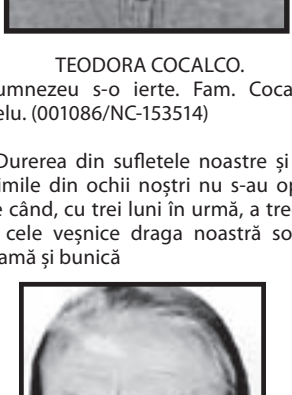 TEODORA COCALCO.
umnezeu s-o ierte. Fam. Coca
elu. (001086/NC-153514)
Durerea din sufletele noastre și
imile din ochii noștri nu s-au op
e când, cu trei luni în urmă, a tre
cele veșnice draga noastră so
amă și bunică